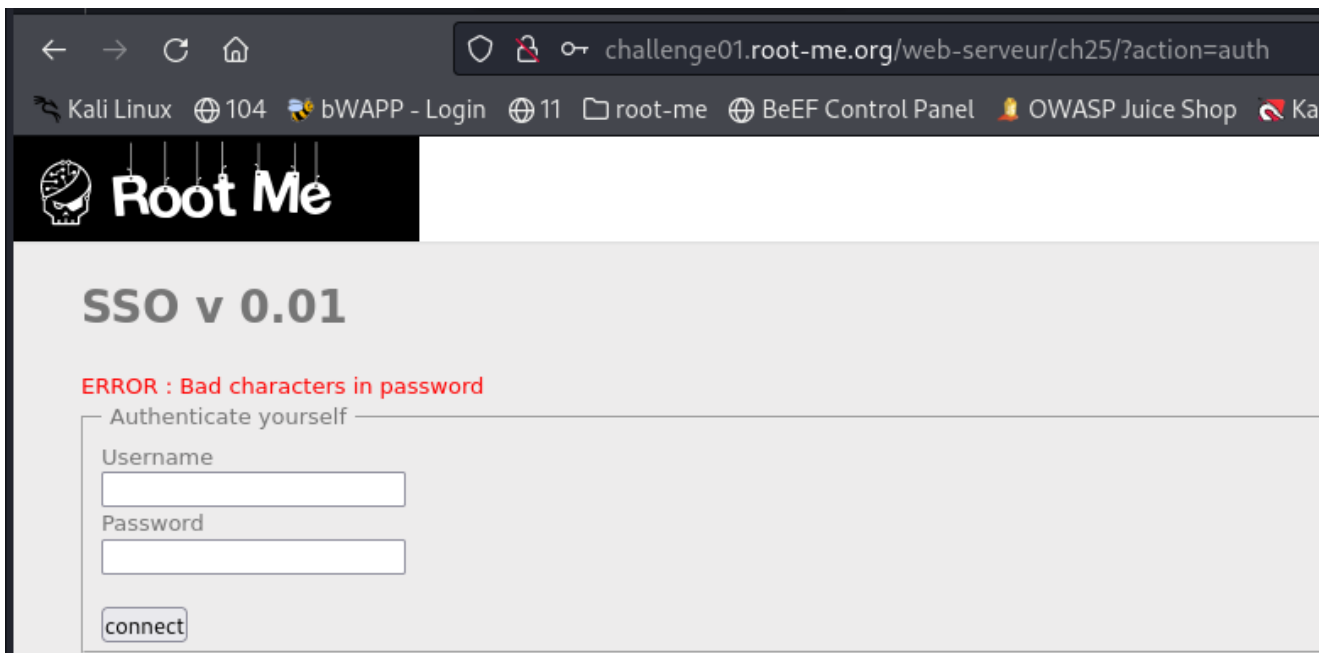 challenge01.root-me.org/web-serveur/ch25/?action=auth
Kali Linux 104 bWAPP - Login 11 root-me BeEF Control Panel OWASP Juice Shop Ka
Root Me
SSO v 0.01
ERROR : Bad characters in password
Authenticate yourself
Username
Password
connect